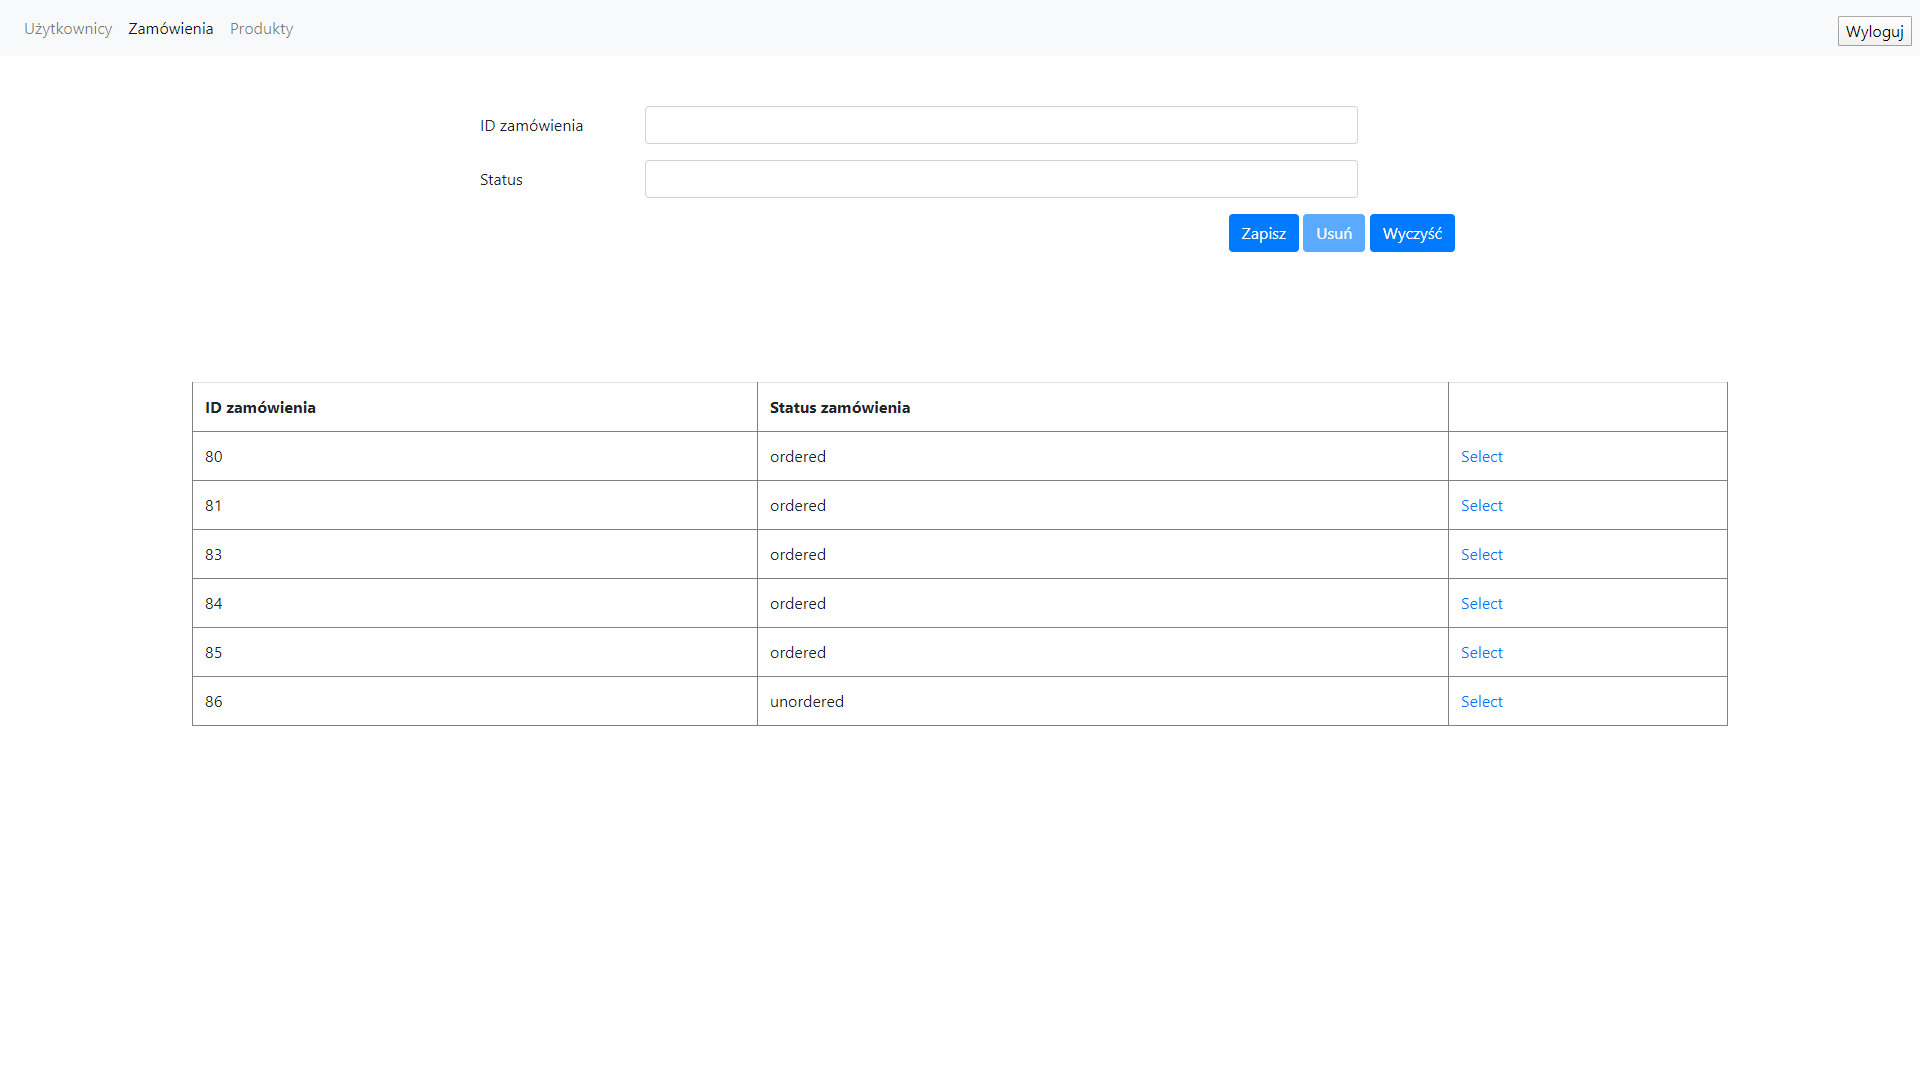 Użytkownicy Zamówienia Produkty Wyloguj
ID zamówienia
Status
Zapisz Usuń Wyczyść
ID zamówienia Status zamówienia
80 ordered Select
81 ordered Select
83 ordered Select
84 ordered Select
85 ordered Select
86 unordered Select